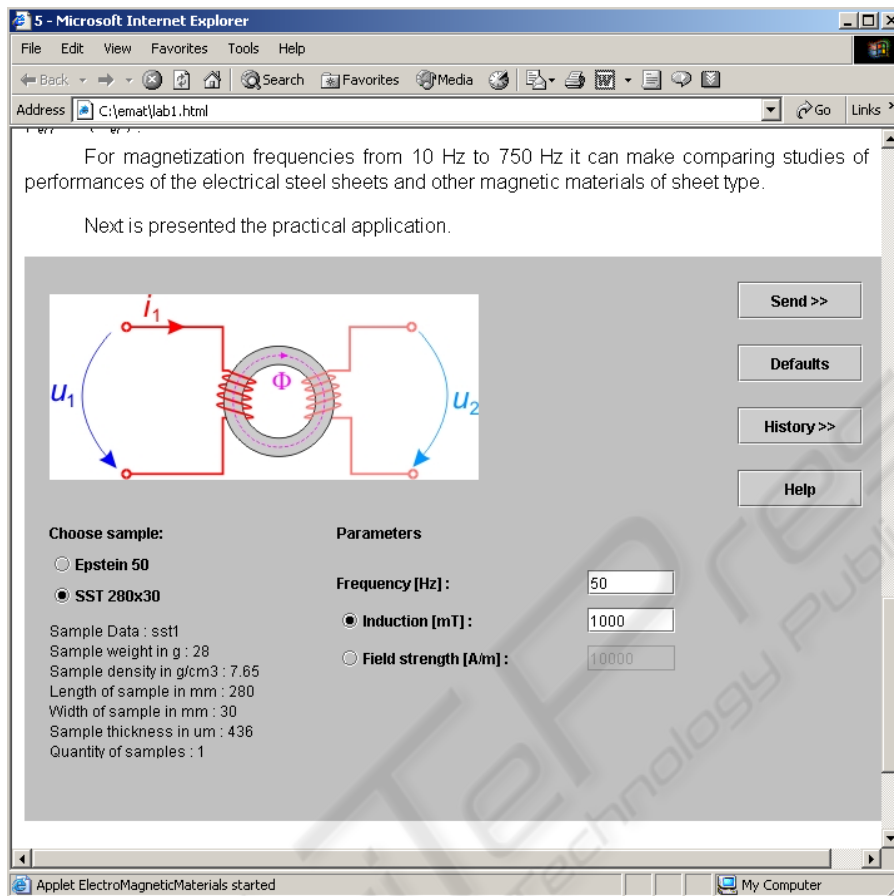 5 - Microsoft Internet Explorer
File Edit View Favorites Tools Help
Back Search Favorites Media
Address C:\emat\lab1.html Go Links
For magnetization frequencies from 10 Hz to 750 Hz it can make comparing studies of
performances of the electrical steel sheets and other magnetic materials of sheet type.
Next is presented the practical application.
i1
u1
Φ
u2
Send >>
Defaults
History >>
Help
Choose sample:
Epstein 50
SST 280x30
Sample Data : sst1
Sample weight in g : 28
Sample density in g/cm3 : 7.65
Length of sample in mm : 280
Width of sample in mm : 30
Sample thickness in um : 436
Quantity of samples : 1
Parameters
Frequency [Hz] : 50
Induction [mT] : 1000
Field strength [A/m] : 10000
Applet ElectroMagneticMaterials started My Computer